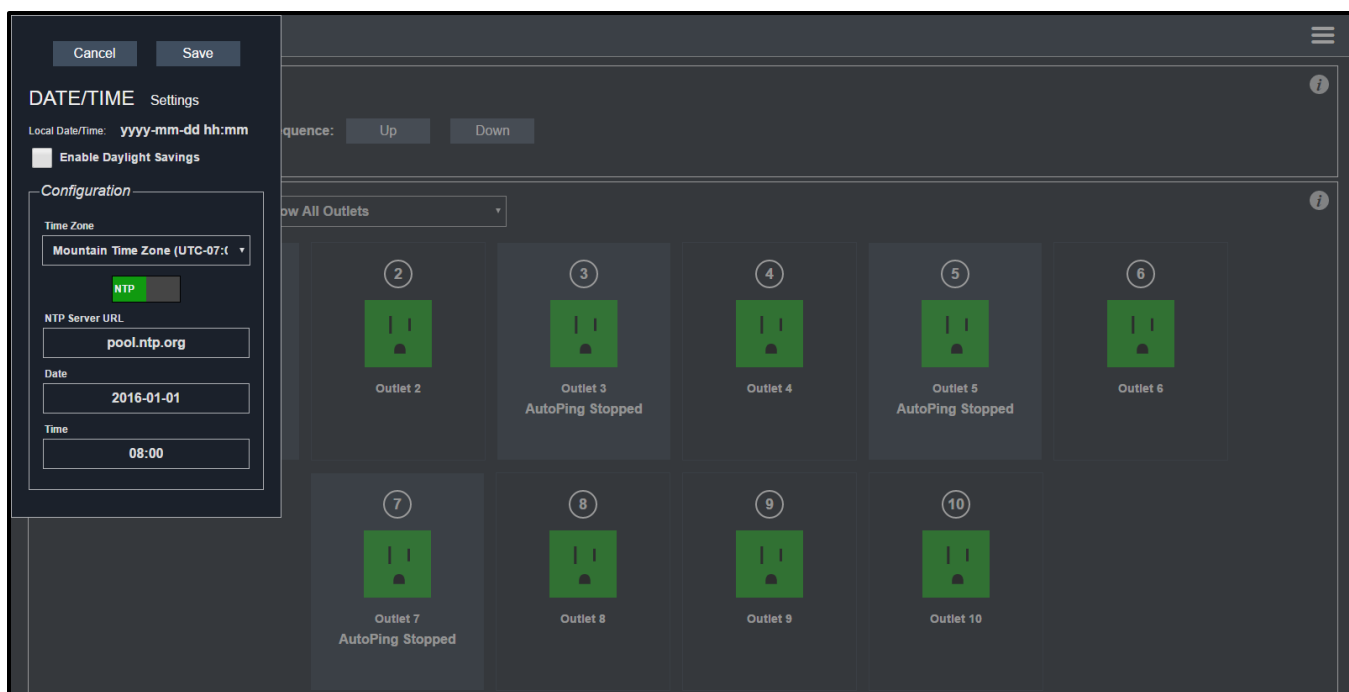 Cancel Save
DATE/TIME Settings
Local Date/Time: yyyy-mm-dd hh:mm
Enable Daylight Savings
Configuration
Time Zone
Mountain Time Zone (UTC-07:(
NTP
NTP Server URL
pool.ntp.org
Date
2016-01-01
Time
08:00
quence: Up Down
i
ow All Outlets
i
2 3 4 5 6
Outlet 2 Outlet 3 Outlet 4 Outlet 5 Outlet 6
AutoPing Stopped AutoPing Stopped
7 8 9 10
Outlet 7 Outlet 8 Outlet 9 Outlet 10
AutoPing Stopped